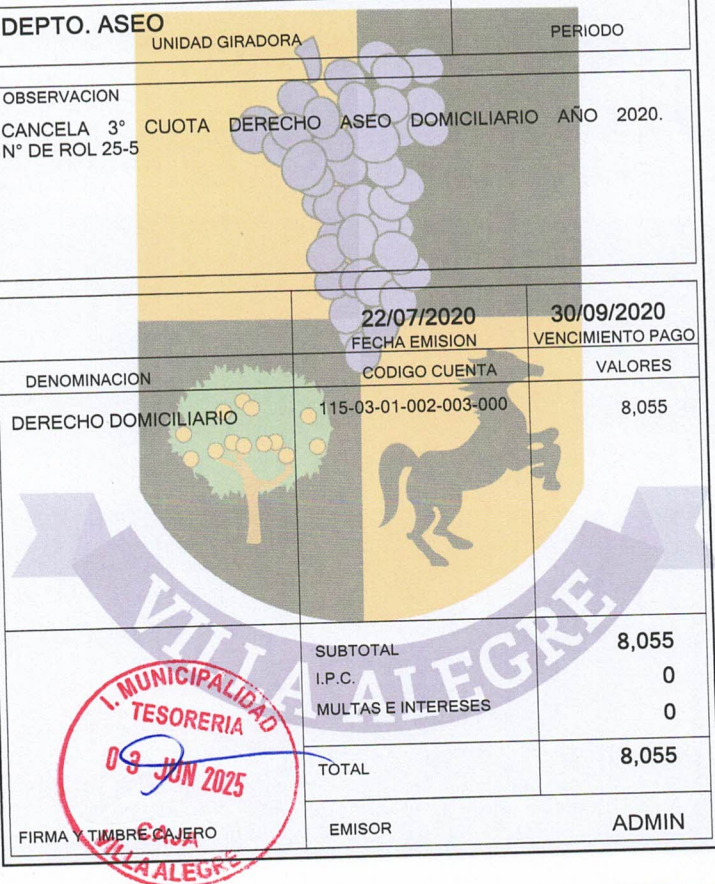 DEPTO. ASEO
UNIDAD GIRADORA
PERIODO
OBSERVACION
CANCELA 3° CUOTA DERECHO ASEO DOMICILIARIO AÑO 2020.
N° DE ROL 25-5
22/07/2020
FECHA EMISION
30/09/2020
VENCIMIENTO PAGO
DENOMINACION
CODIGO CUENTA
VALORES
DERECHO DOMICILIARIO
115-03-01-002-003-000
8,055
VILLA ALEGRE
SUBTOTAL
8,055
I.P.C.
0
MULTAS E INTERESES
0
TOTAL
8,055
I. MUNICIPALIDAD
TESORERIA
03 JUN 2025
CAJA
VILLA ALEGRE
FIRMA Y TIMBRE CAJERO
EMISOR
ADMIN